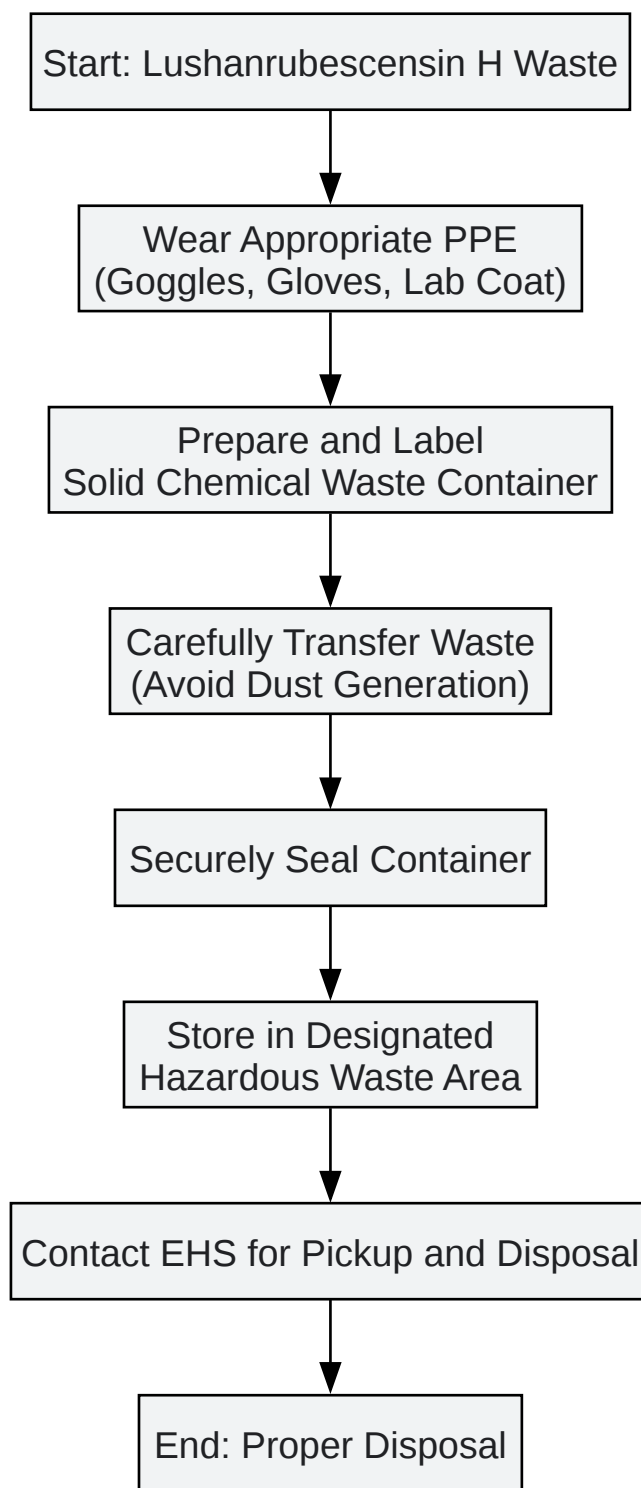 Start: Lushanrubescensin H Waste
Wear Appropriate PPE
(Goggles, Gloves, Lab Coat)
Prepare and Label
Solid Chemical Waste Container
Carefully Transfer Waste
(Avoid Dust Generation)
Securely Seal Container
Store in Designated
Hazardous Waste Area
Contact EHS for Pickup and Disposal
End: Proper Disposal